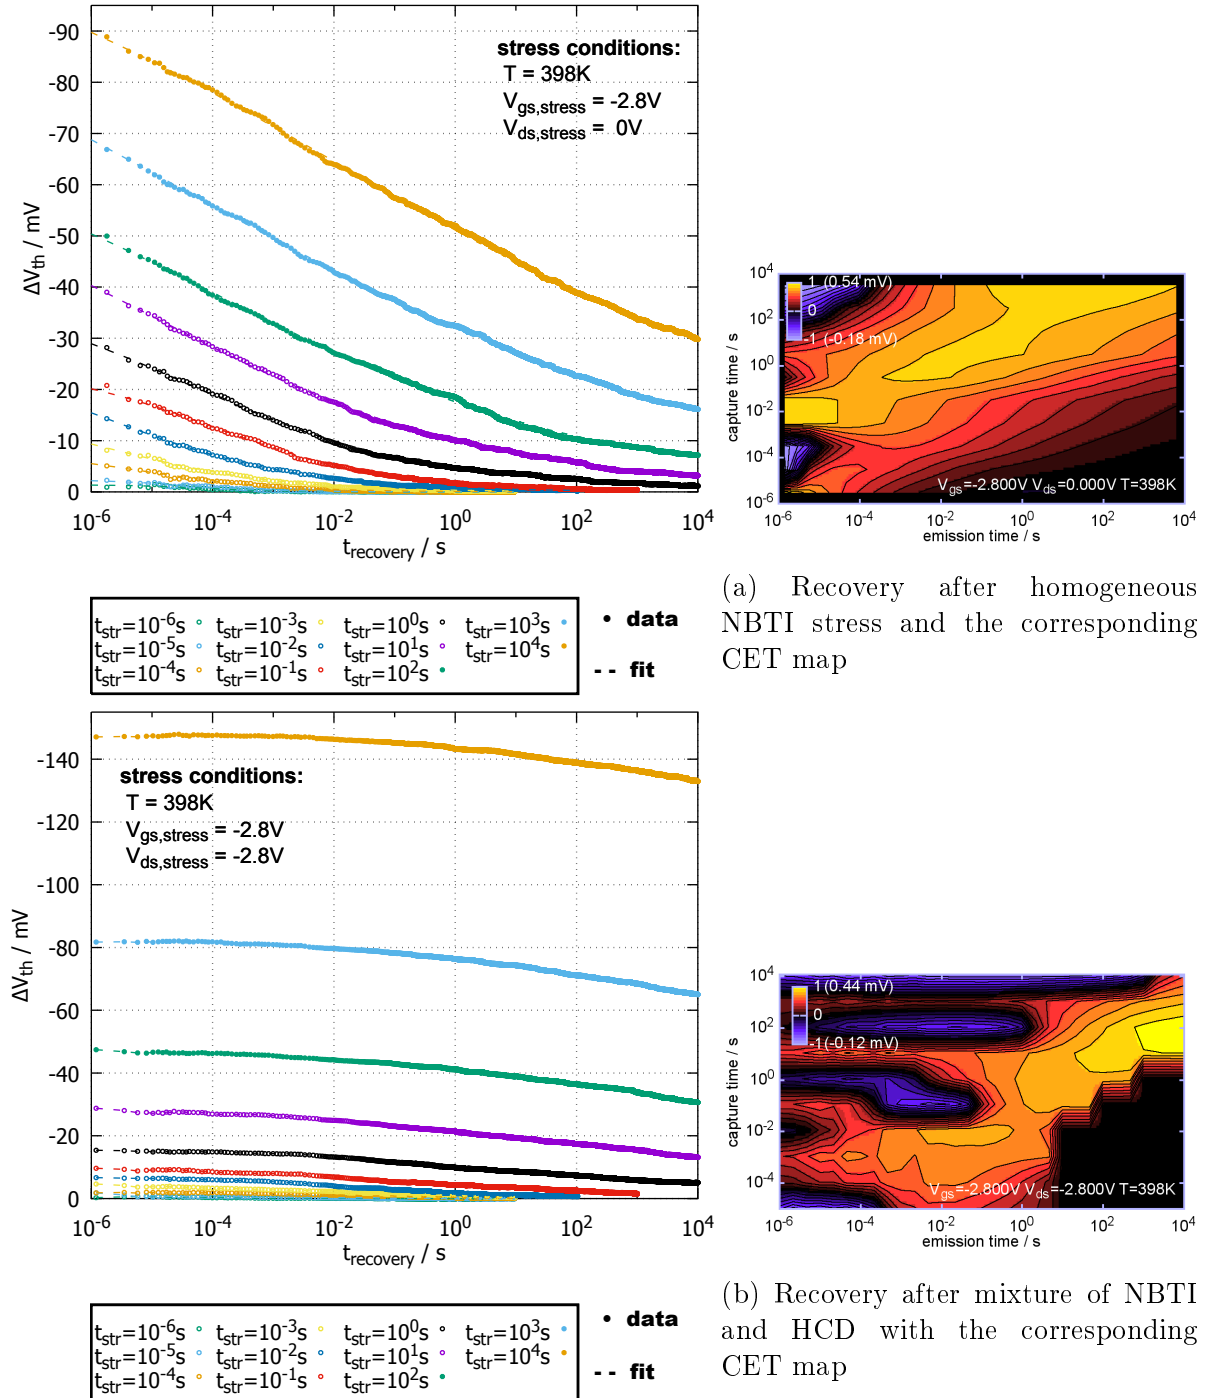 -90
-80
-70
-60
-50
-40
-30
-20
-10
0
ΔVth / mV
stress conditions:
T = 398K
Vgs,stress = -2.8V
Vds,stress = 0V
10-6 10-4 10-2 100 102 104
trecovery / s
104
102
100
10-2
10-4
10-6
capture time / s
1 (0.54 mV)
0
-1 (-0.18 mV)
Vgs=-2.800V Vds=0.000V T=398K
10-6 10-4 10-2 100 102 104
emission time / s
(a) Recovery after homogeneous
NBTI stress and the corresponding
CET map
tstr=10-6s tstr=10-3s tstr=100s tstr=103s
tstr=10-5s tstr=10-2s tstr=101s tstr=104s
tstr=10-4s tstr=10-1s tstr=102s
• data
-- fit
-140
-120
-100
-80
-60
-40
-20
0
ΔVth / mV
stress conditions:
T = 398K
Vgs,stress = -2.8V
Vds,stress = -2.8V
10-6 10-4 10-2 100 102 104
trecovery / s
104
102
100
10-2
10-4
capture time / s
1 (0.44 mV)
0
-1 (-0.12 mV)
Vgs=-2.800V Vds=-2.800V T=398K
10-6 10-4 10-2 100 102 104
emission time / s
(b) Recovery after mixture of NBTI
and HCD with the corresponding
CET map
tstr=10-6s tstr=10-3s tstr=100s tstr=103s
tstr=10-5s tstr=10-2s tstr=101s tstr=104s
tstr=10-4s tstr=10-1s tstr=102s
• data
-- fit